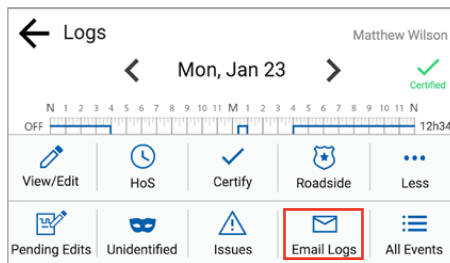 Logs
Matthew Wilson
Mon, Jan 23
Certified
N 1 2 3 4 5 6 7 8 9 10 11 M 1 2 3 4 5 6 7 8 9 10 11 N
OFF 12h34
View/Edit HoS Certify Roadside Less
Pending Edits Unidentified Issues Email Logs All Events